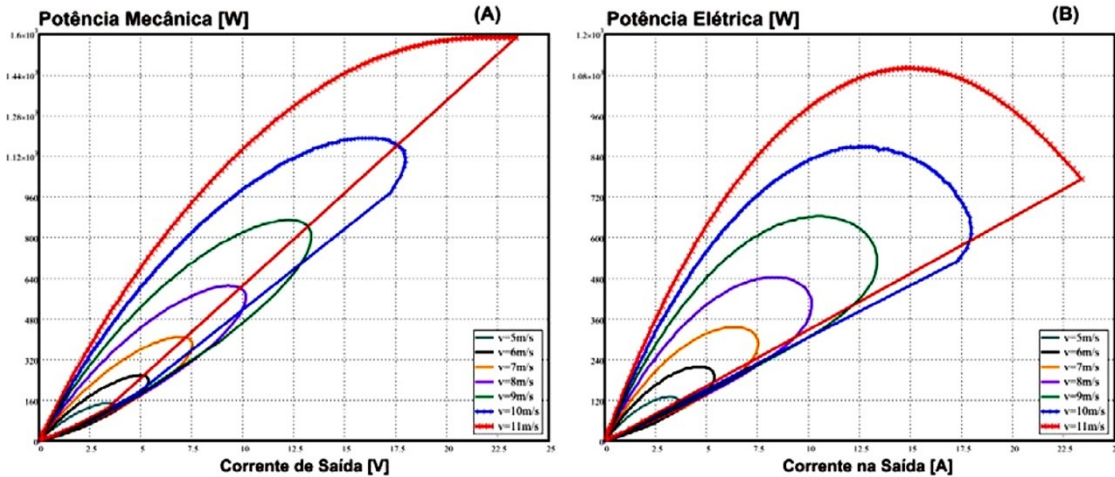 Potência Mecânica [W] (A)
1.6×10³
1.44×10³
1.28×10³
1.12×10³
960
800
640
480
320
160
0
0 2.5 5 7.5 10 12.5 15 17.5 20 22.5 25
Corrente de Saída [V]
v=5m/s
v=6m/s
v=7m/s
v=8m/s
v=9m/s
v=10m/s
v=11m/s
Potência Elétrica [W] (B)
1.2×10³
1.08×10³
960
840
720
600
480
360
240
120
0
0 2.5 5 7.5 10 12.5 15 17.5 20 22.5
Corrente na Saída [A]
v=5m/s
v=6m/s
v=7m/s
v=8m/s
v=9m/s
v=10m/s
v=11m/s